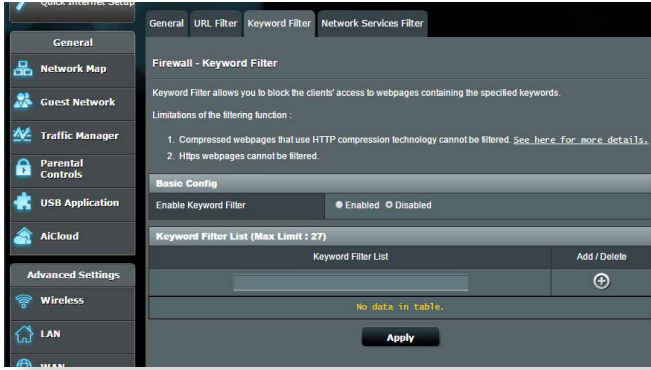 Quick Internet Setup
General
Network Map
Guest Network
Traffic Manager
Parental
Controls
USB Application
AiCloud
Advanced Settings
Wireless
LAN
WAN
General URL Filter Keyword Filter Network Services Filter
Firewall - Keyword Filter
Keyword Filter allows you to block the clients' access to webpages containing the specified keywords.
Limitations of the filtering function :
1. Compressed webpages that use HTTP compression technology cannot be filtered. See here for more details.
2. Https webpages cannot be filtered.
Basic Config
Enable Keyword Filter Enabled Disabled
Keyword Filter List (Max Limit : 27)
Keyword Filter List Add / Delete
No data in table.
Apply